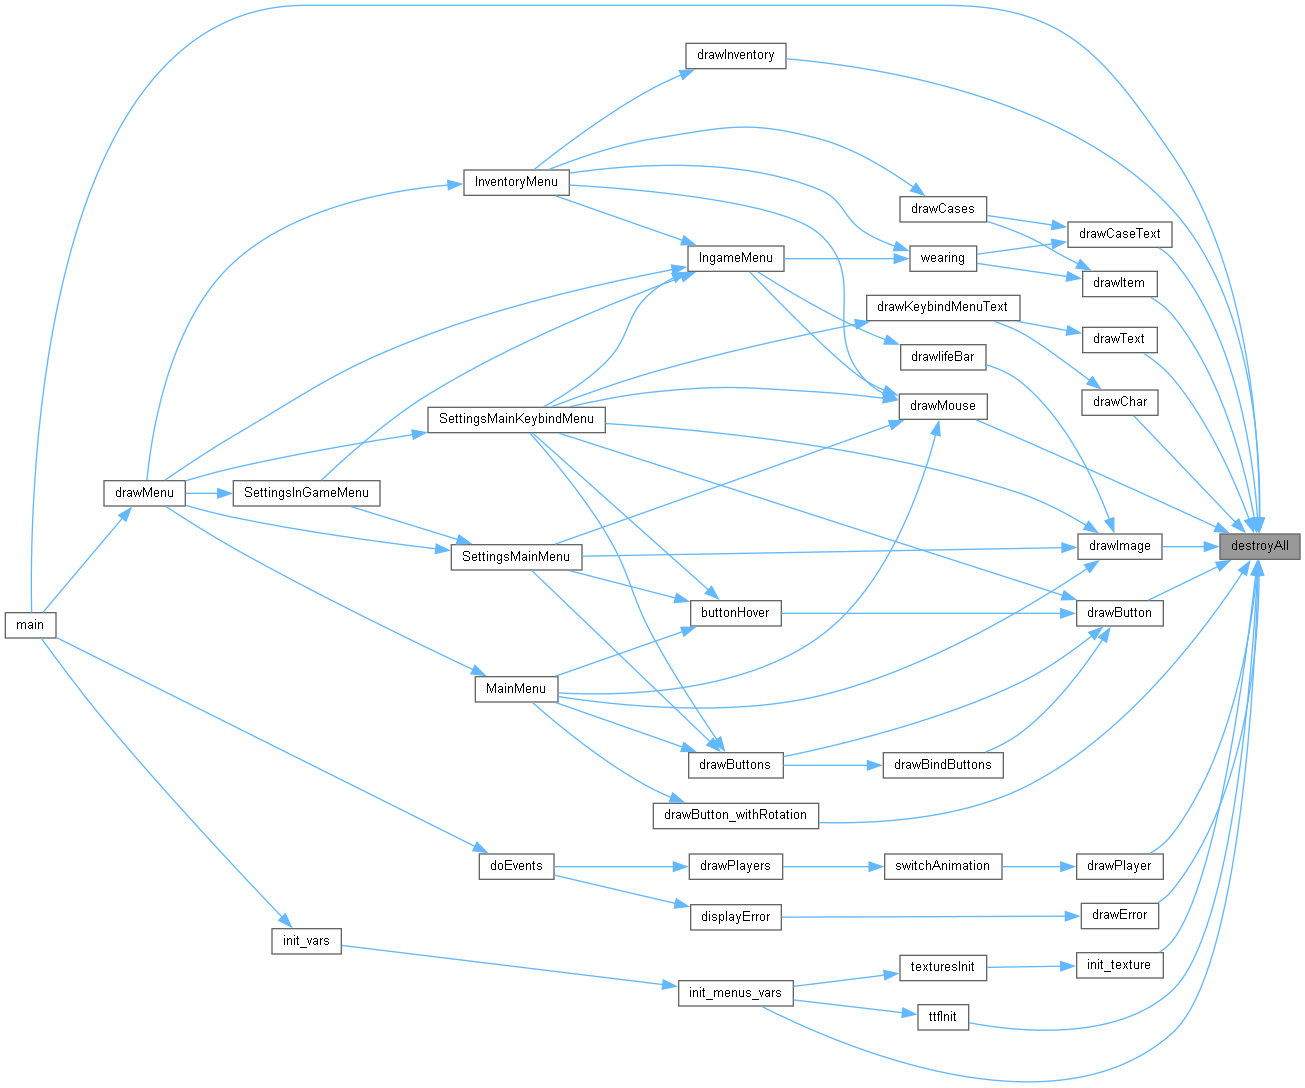 drawInventory
InventoryMenu
drawCases
drawCaseText
IngameMenu
wearing
drawItem
drawKeybindMenuText
drawText
drawlifeBar
drawChar
SettingsMainKeybindMenu
drawMouse
drawMenu
SettingsInGameMenu
SettingsMainMenu
drawImage
destroyAll
main
buttonHover
drawButton
MainMenu
drawButtons
drawBindButtons
drawButton_withRotation
doEvents
drawPlayers
switchAnimation
drawPlayer
displayError
drawError
init_vars
texturesInit
init_texture
init_menus_vars
ttfInit